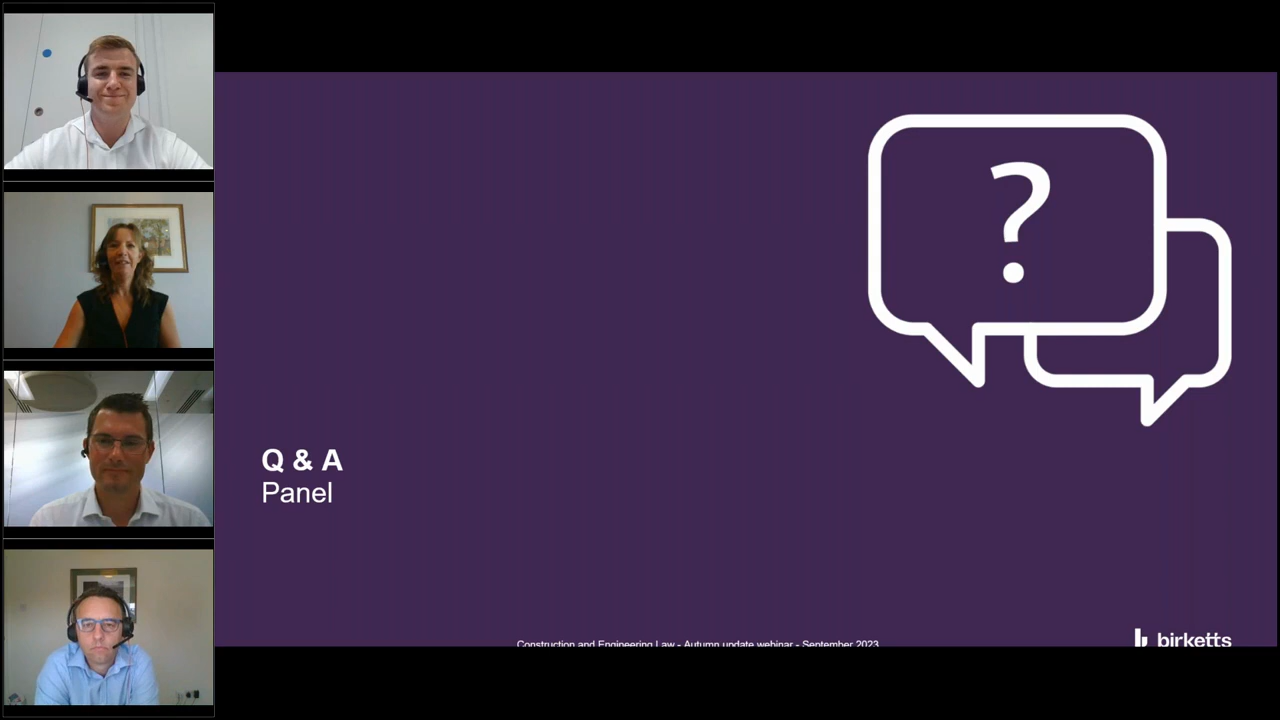 ?
Q & A
Panel
Construction and Engineering Law - Autumn update webinar - September 2023
birketts